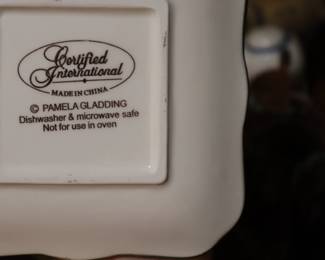 Certified
International
MADE IN CHINA
© PAMELA GLADDING
Dishwasher & microwave safe
Not for use in oven